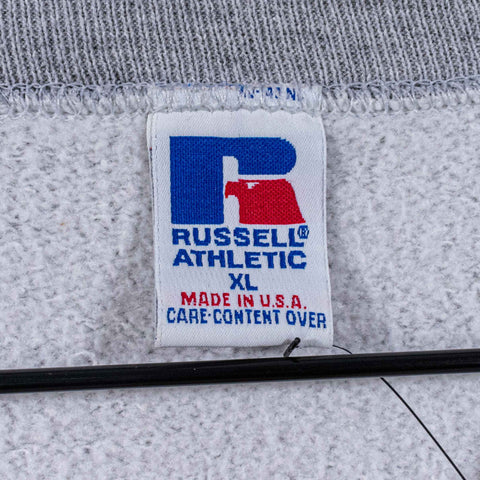 RUSSELL®
ATHLETIC
XL
MADE IN U.S.A.
CARE·CONTENT OVER